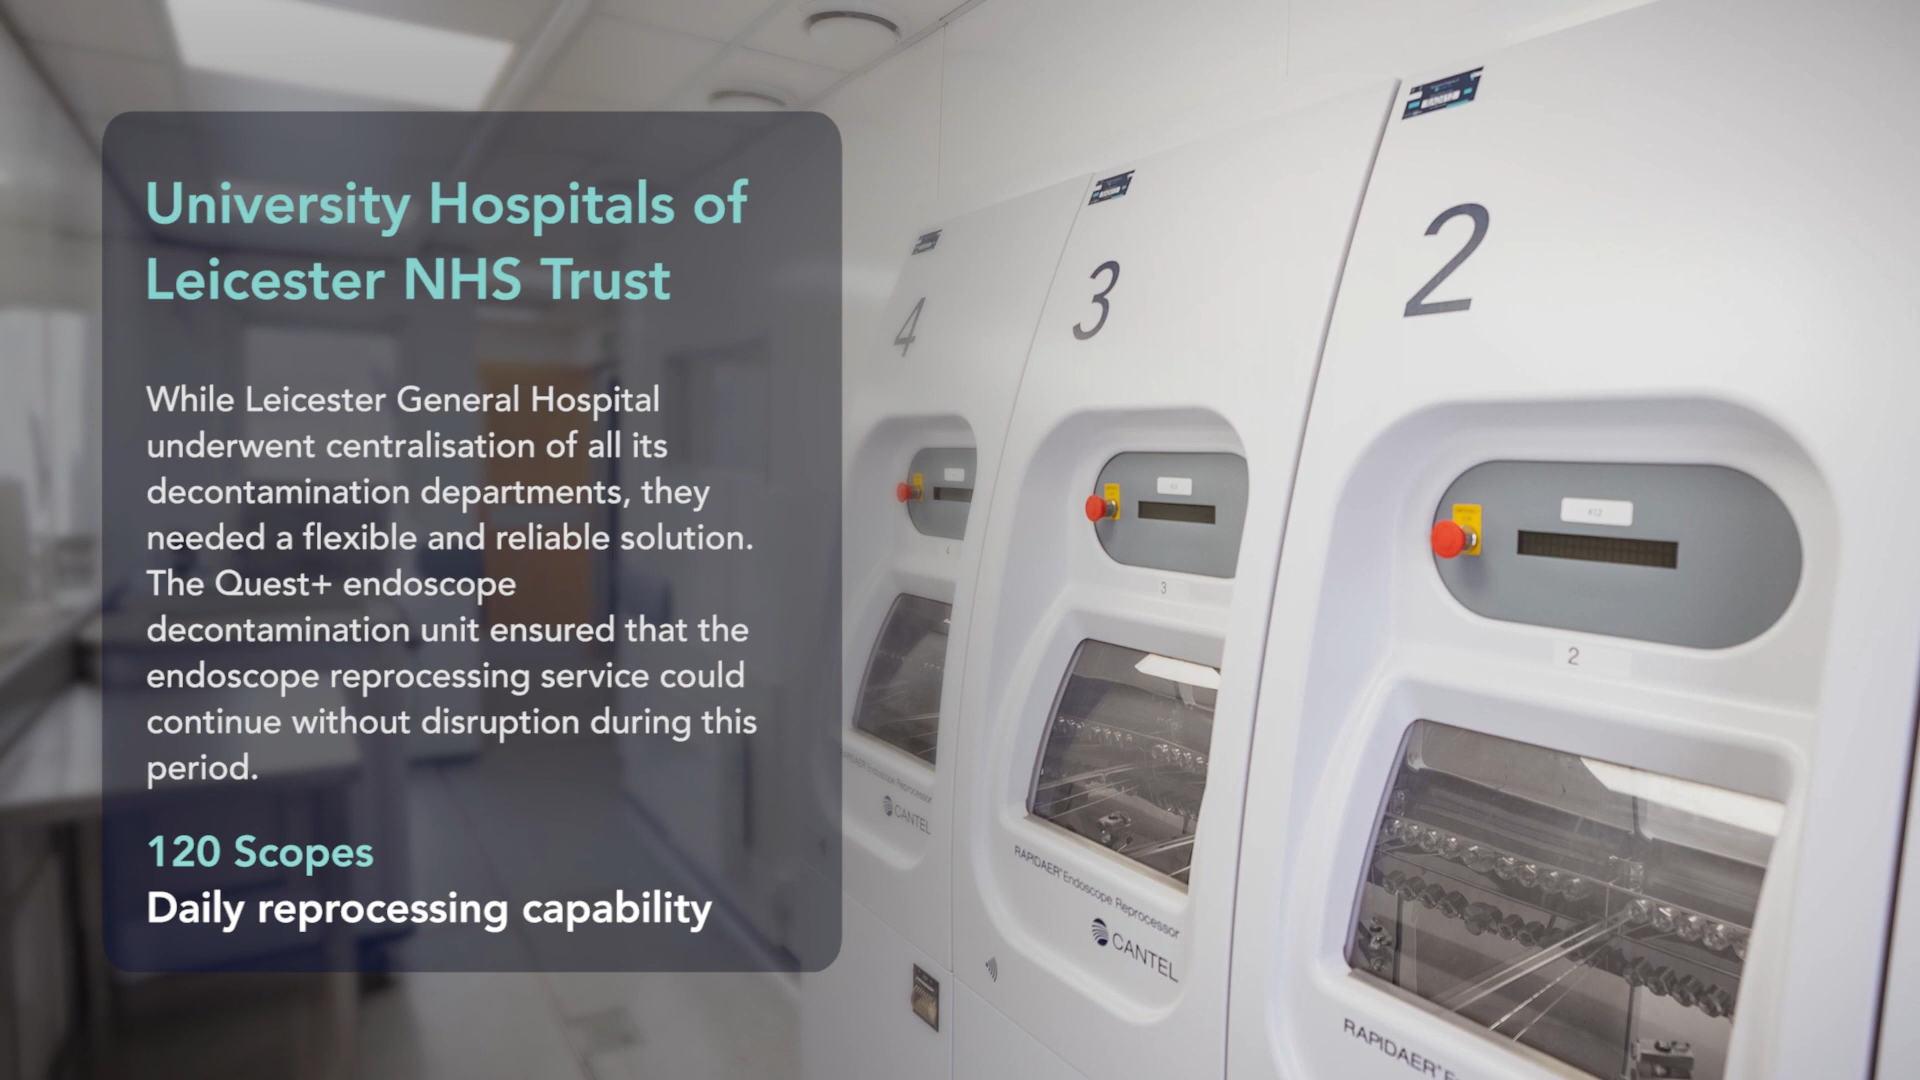 University Hospitals of
Leicester NHS Trust
While Leicester General Hospital
underwent centralisation of all its
decontamination departments, they
needed a flexible and reliable solution.
The Quest+ endoscope
decontamination unit ensured that the
endoscope reprocessing service could
continue without disruption during this
period.
120 Scopes
Daily reprocessing capability
4
3
2
3
2
Endoscope Reprocessor
CANTEL
RAPIDAER® Endoscope Reprocessor
CANTEL
RAPIDAER®